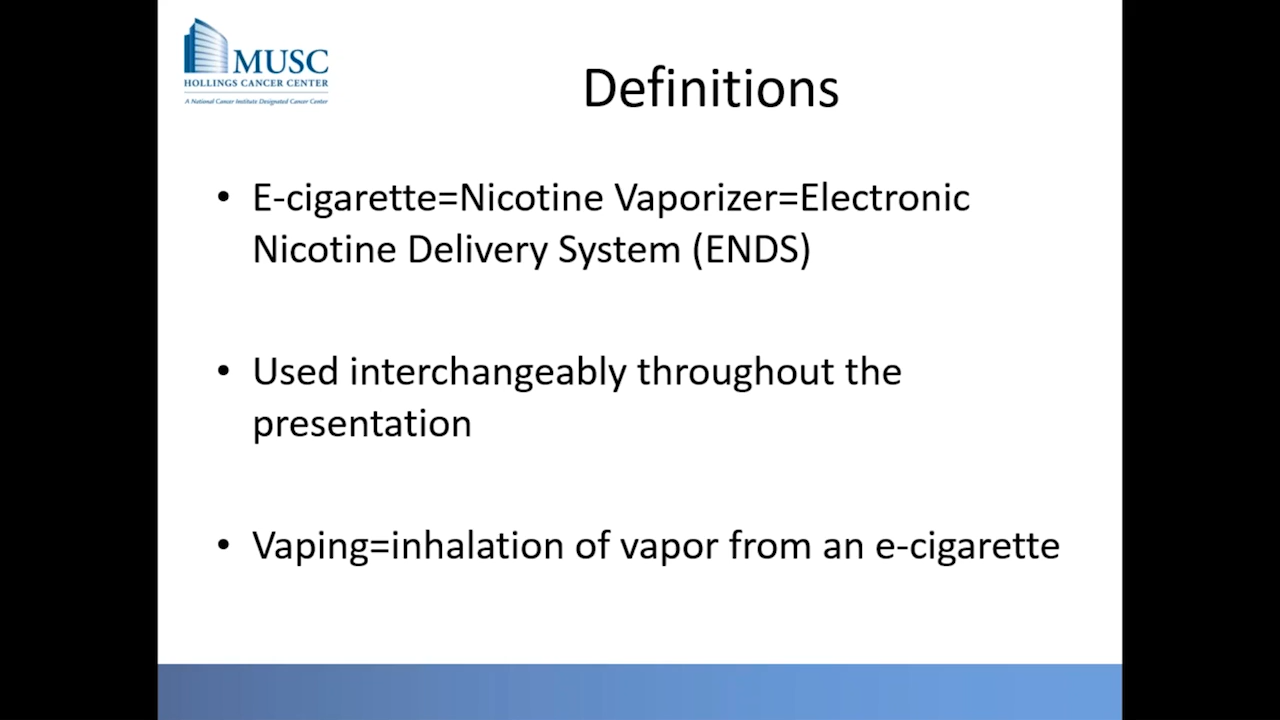 MUSC
HOLLINGS CANCER CENTER
A National Cancer Institute Designated Cancer Center
Definitions
• E-cigarette=Nicotine Vaporizer=Electronic
Nicotine Delivery System (ENDS)
• Used interchangeably throughout the
presentation
• Vaping=inhalation of vapor from an e-cigarette